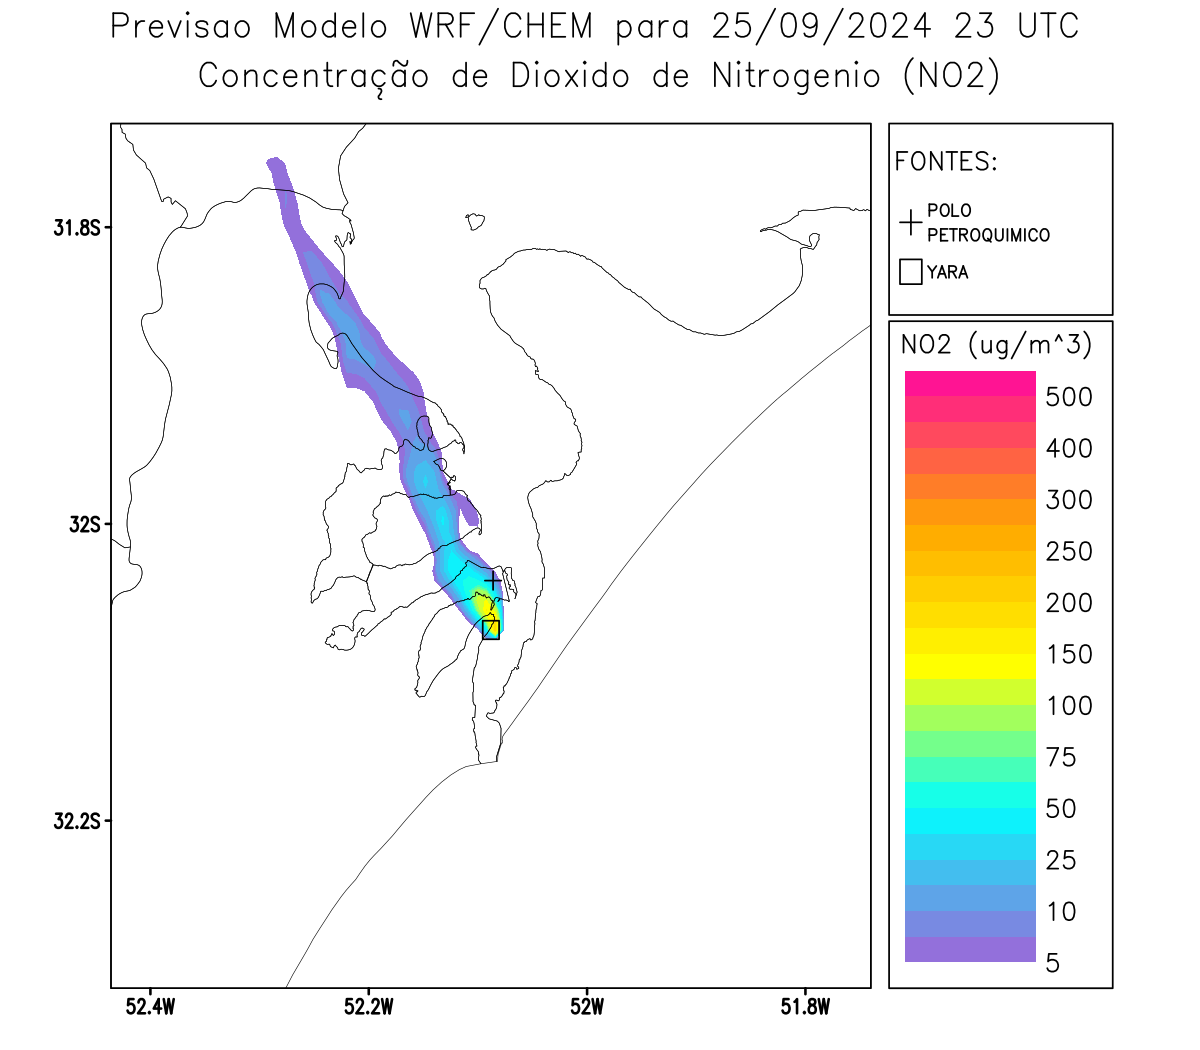 Previsao Modelo WRF/CHEM para 25/09/2024 23 UTC
Concentração de Dioxido de Nitrogenio (NO2)
FONTES:
POLO
PETROQUIMICO
YARA
NO2 (ug/m^3)
500
400
300
250
200
150
100
75
50
25
10
5
31.8S
32S
32.2S
52.4W
52.2W
52W
51.8W